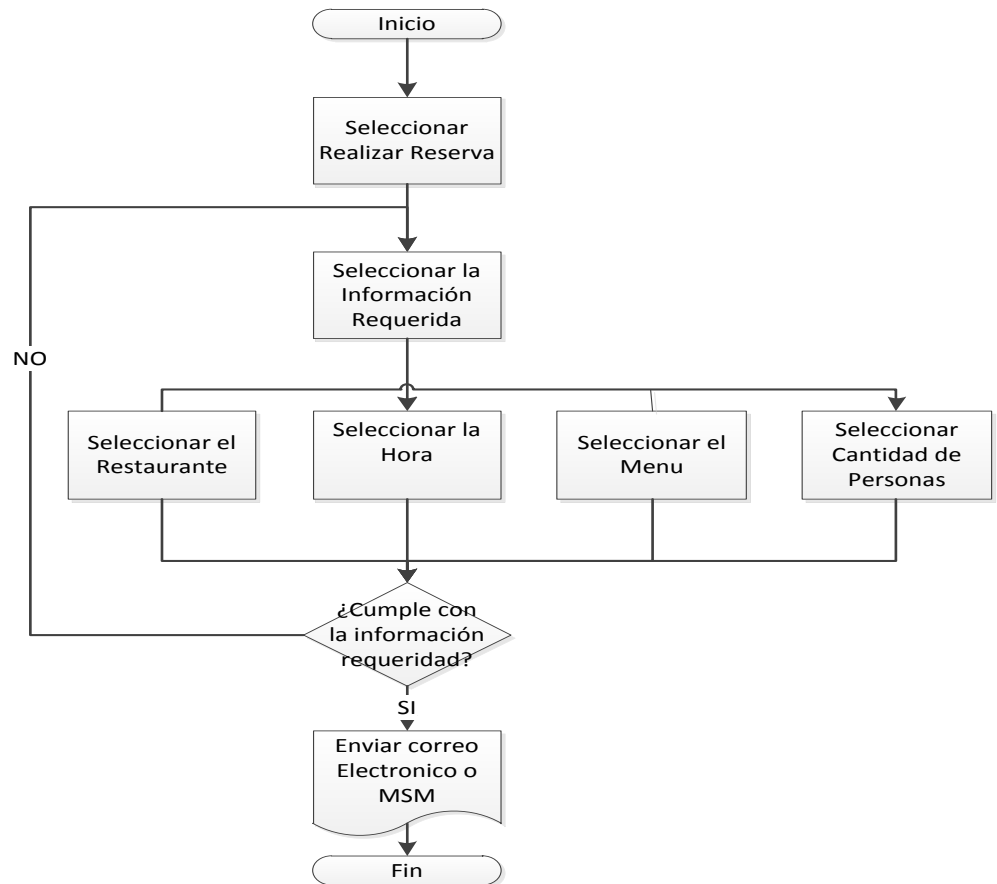 Inicio
Seleccionar
Realizar Reserva
Seleccionar la
Información
Requerida
NO
Seleccionar el
Restaurante
Seleccionar la
Hora
Seleccionar el
Menu
Seleccionar
Cantidad de
Personas
¿Cumple con
la información
requeridad?
SI
Enviar correo
Electronico o
MSM
Fin